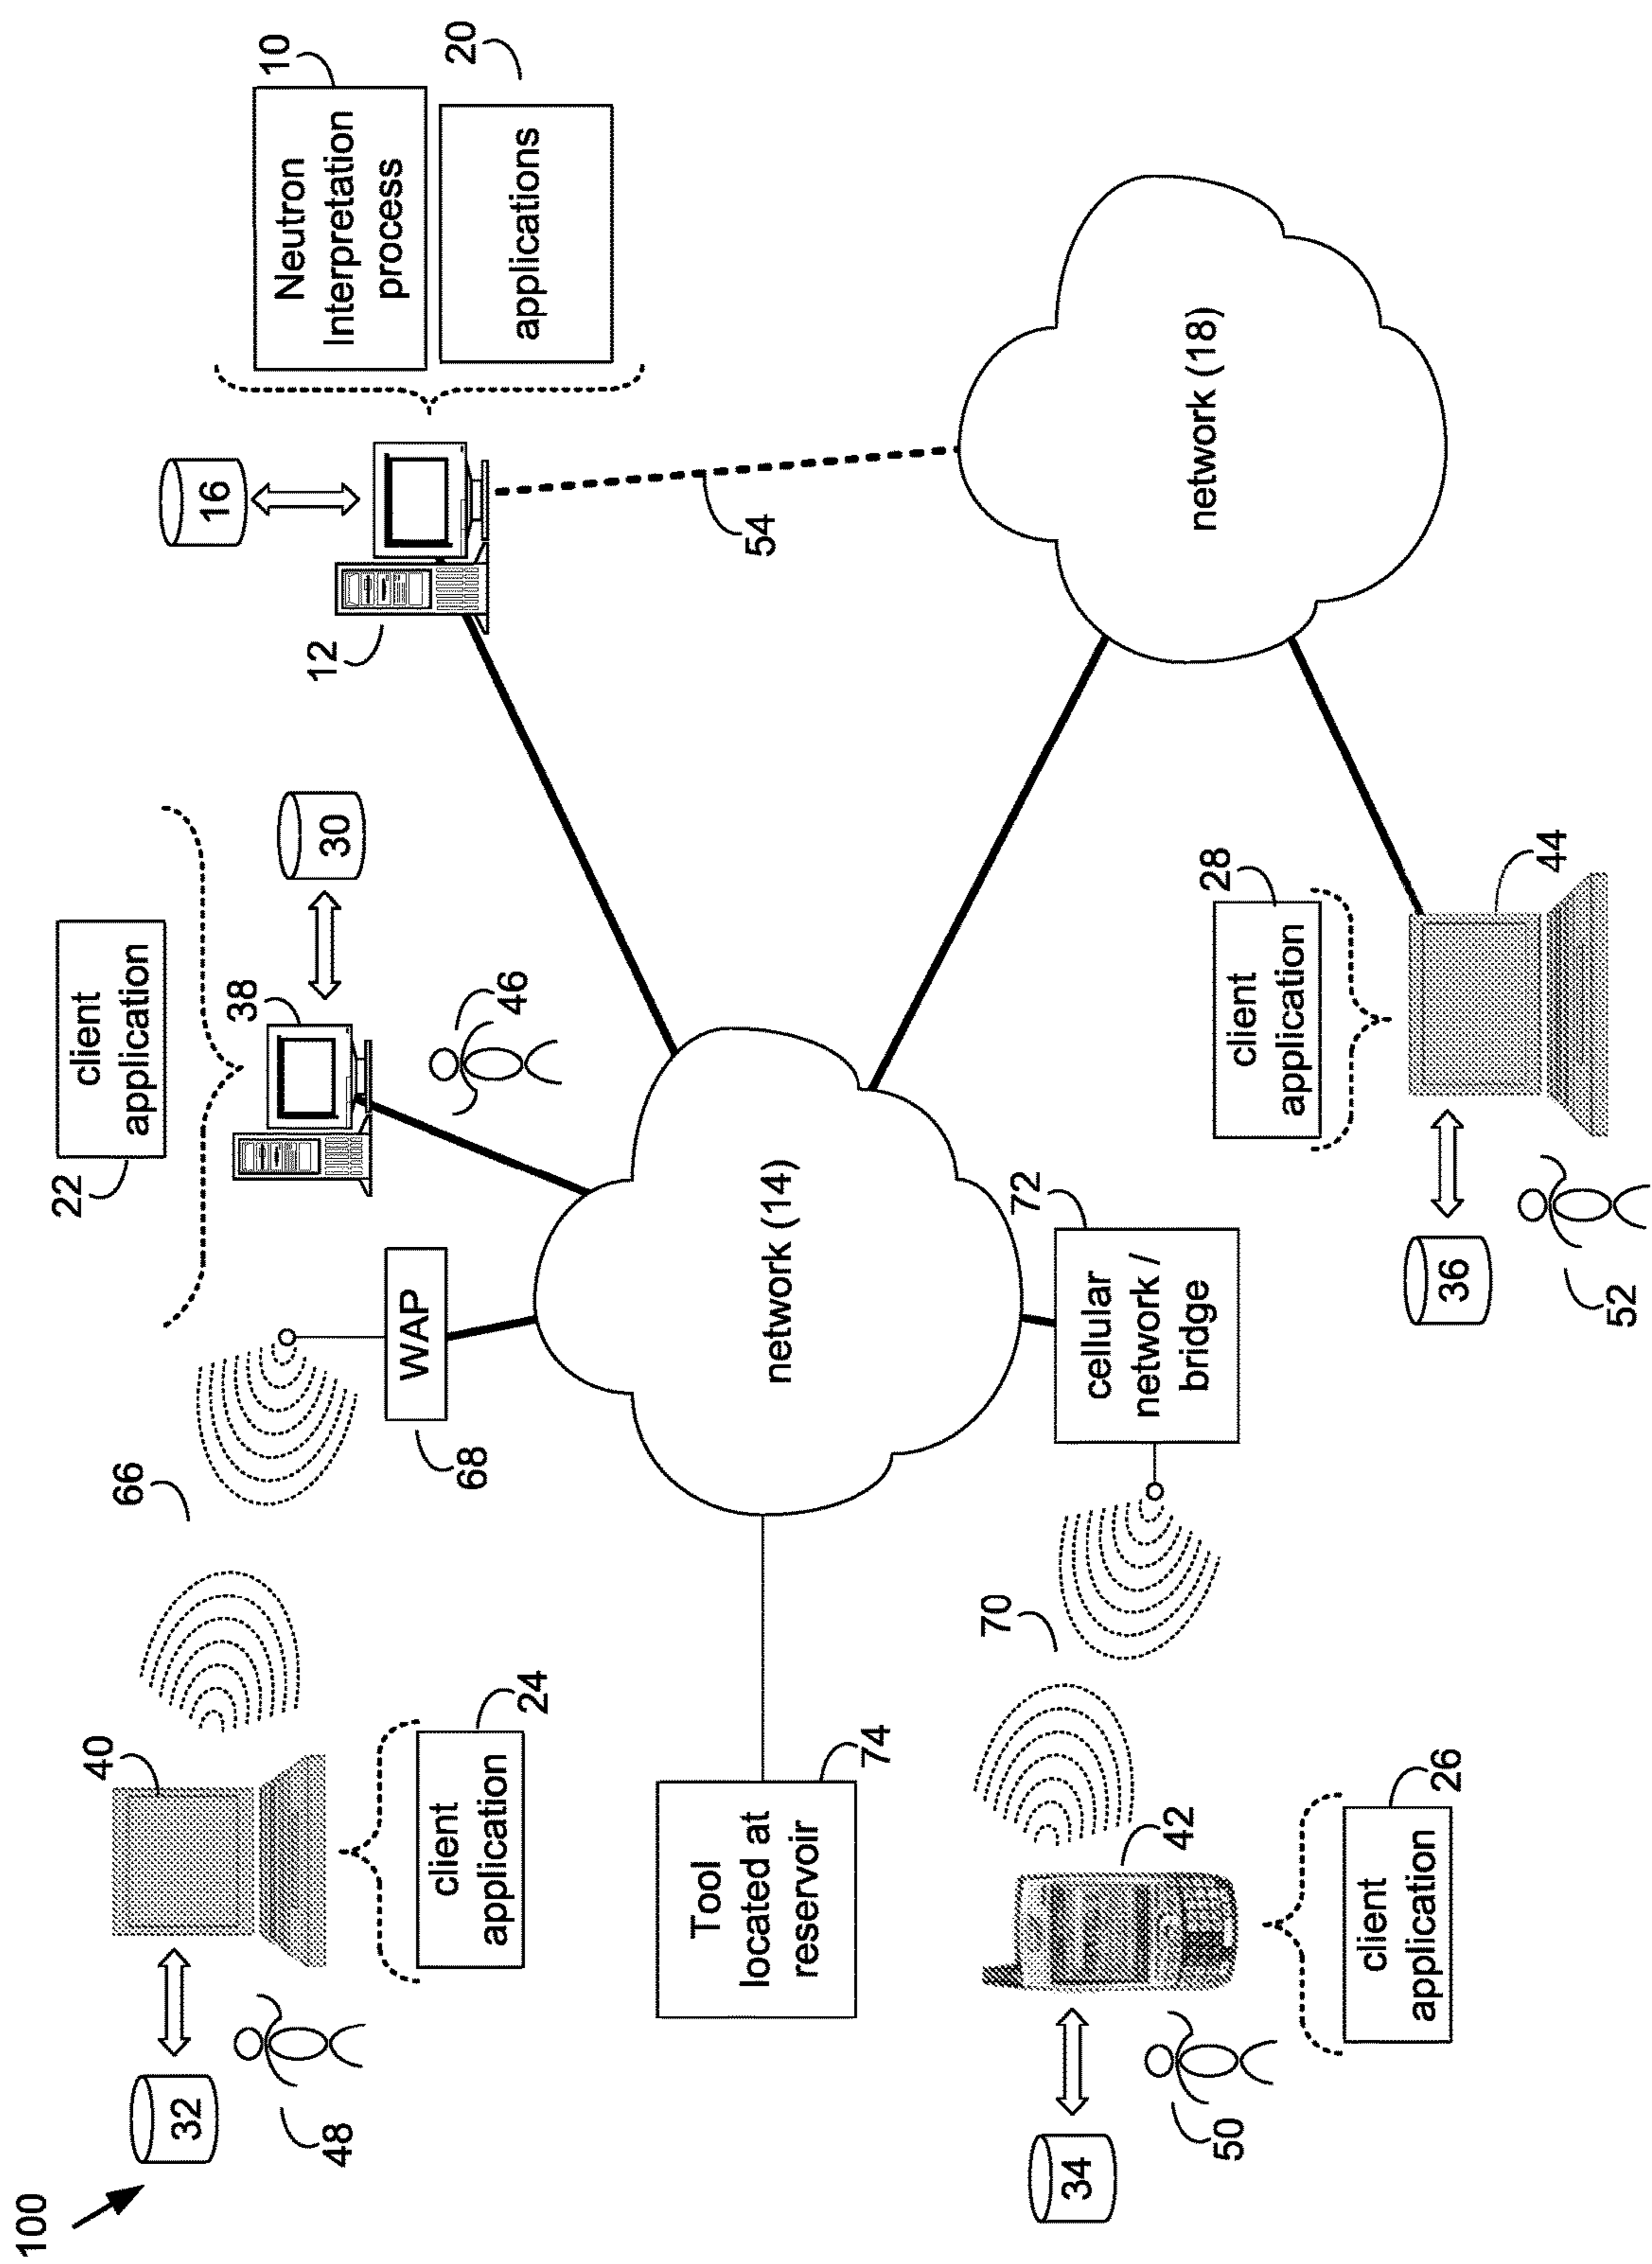 100
32
40
48
client
application
24
66
WAP
68
22
client
application
38
30
46
12
16
10
Neutron
Interpretation
process
20
applications
54
Tool
located at
reservoir
74
network (14)
network (18)
34
42
50
client
application
26
70
72
cellular
network /
bridge
28
client
application
36
44
52